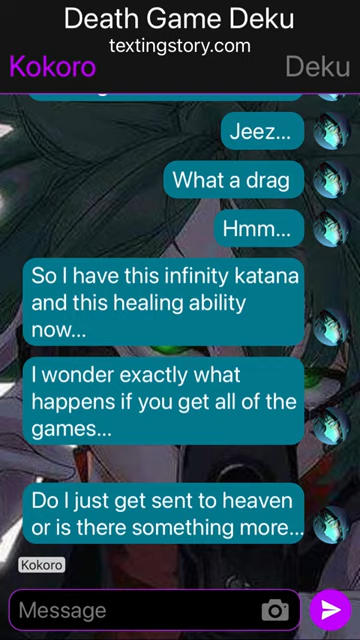 Death Game Deku
textingstory.com
Kokoro
Deku
Jeez...
What a drag
Hmm...
So I have this infinity katana
and this healing ability
now...
I wonder exactly what
happens if you get all of the
games...
Do I just get sent to heaven
or is there something more...
Kokoro
Message